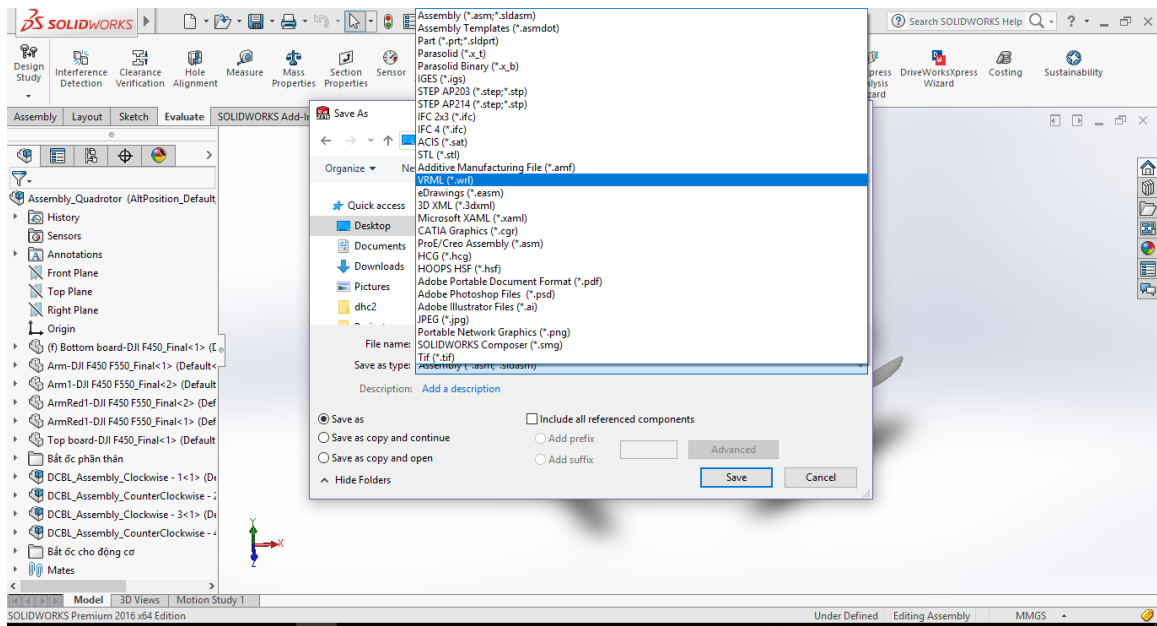 SOLIDWORKS
Search SOLIDWORKS Help
Design Study
Interference Detection
Clearance Verification
Hole Alignment
Measure
Mass Properties
Section Properties
Sensor
DriveWorksXpress Wizard
Costing
Sustainability
Assembly Layout Sketch Evaluate SOLIDWORKS Add-I
Assembly_Quadrotor (AltPosition_Default
History
Sensors
Annotations
Front Plane
Top Plane
Right Plane
Origin
(f) Bottom board-DJI F450_Final<1> (D
Arm-DJI F450 F550_Final<1> (Default<
Arm1-DJI F450 F550_Final<2> (Default
ArmRed1-DJI F450 F550_Final<2> (Def
ArmRed1-DJI F450 F550_Final<1> (Def
Top board-DJI F450_Final<1> (Default
Bắt ốc phần thân
DCBL_Assembly_Clockwise - 1<1> (De
DCBL_Assembly_CounterClockwise - 2
DCBL_Assembly_Clockwise - 3<1> (De
DCBL_Assembly_CounterClockwise - 4
Bắt ốc cho động cơ
Mates
Save As
Organize
Ne
Quick access
Desktop
Documents
Downloads
Pictures
dhc2
Assembly (*.asm;*.sldasm)
Assembly Templates (*.asmdot)
Part (*.prt;*.sldprt)
Parasolid (*.x_t)
Parasolid Binary (*.x_b)
IGES (*.igs)
STEP AP203 (*.step;*.stp)
STEP AP214 (*.step;*.stp)
IFC 2x3 (*.ifc)
IFC 4 (*.ifc)
ACIS (*.sat)
STL (*.stl)
Additive Manufacturing File (*.amf)
VRML (*.wrl)
eDrawings (*.easm)
3D XML (*.3dxml)
Microsoft XAML (*.xaml)
CATIA Graphics (*.cgr)
ProE/Creo Assembly (*.asm)
HCG (*.hcg)
HOOPS HSF (*.hsf)
Adobe Portable Document Format (*.pdf)
Adobe Photoshop Files (*.psd)
Adobe Illustrator Files (*.ai)
JPEG (*.jpg)
Portable Network Graphics (*.png)
SOLIDWORKS Composer (*.smg)
Tif (*.tif)
File name:
Save as type: Assembly (*.asm;*.sldasm)
Description: Add a description
Save as
Save as copy and continue
Save as copy and open
Include all referenced components
Add prefix
Add suffix
Advanced
Hide Folders
Save
Cancel
Y
X
Z
Model 3D Views Motion Study 1
SOLIDWORKS Premium 2016 x64 Edition
Under Defined Editing Assembly MMGS